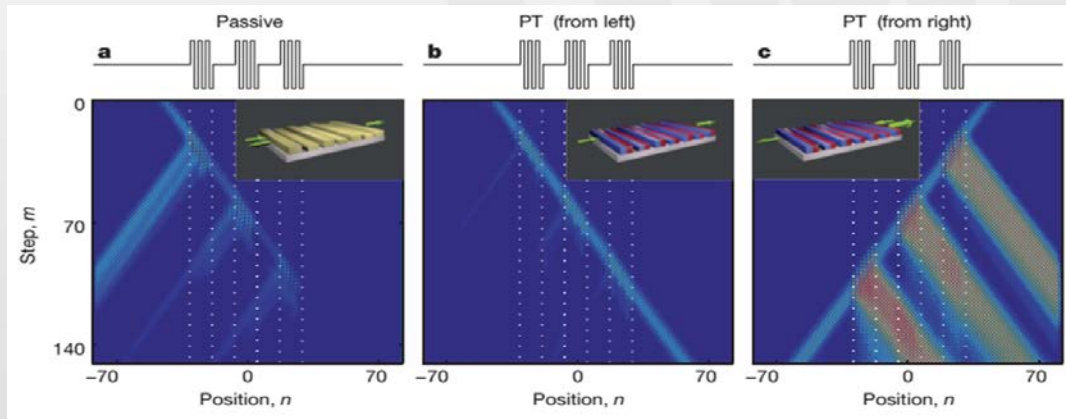 Passive
PT (from left)
PT (from right)
a
b
c
0
70
140
Step, m
−70
0
70
−70
0
70
−70
0
70
Position, n
Position, n
Position, n